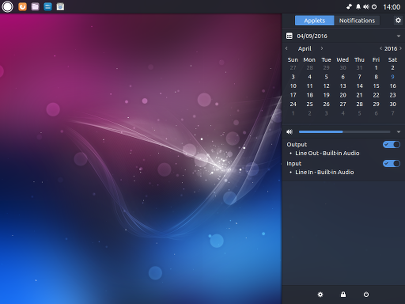 14:00
Applets
Notifications
04/09/2016
April
2016
Sun Mon Tue Wed Thu Fri Sat
27 28 29 30 31 1 2
3 4 5 6 7 8 9
10 11 12 13 14 15 16
17 18 19 20 21 22 23
24 25 26 27 28 29 30
1 2 3 4 5 6 7
Output
• Line Out - Built-in Audio
Input
• Line In - Built-in Audio